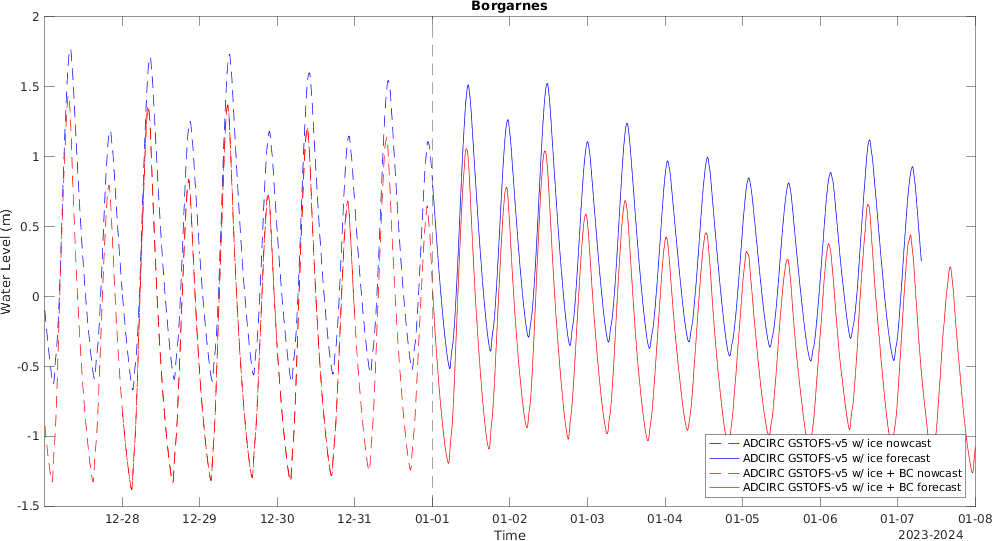 Borgarnes
Water Level (m)
2
1.5
1
0.5
0
-0.5
-1
-1.5
12-28 12-29 12-30 12-31 01-01 01-02 01-03 01-04 01-05 01-06 01-07 01-08
Time
2023-2024
ADCIRC GSTOFS-v5 w/ ice nowcast
ADCIRC GSTOFS-v5 w/ ice forecast
ADCIRC GSTOFS-v5 w/ ice + BC nowcast
ADCIRC GSTOFS-v5 w/ ice + BC forecast